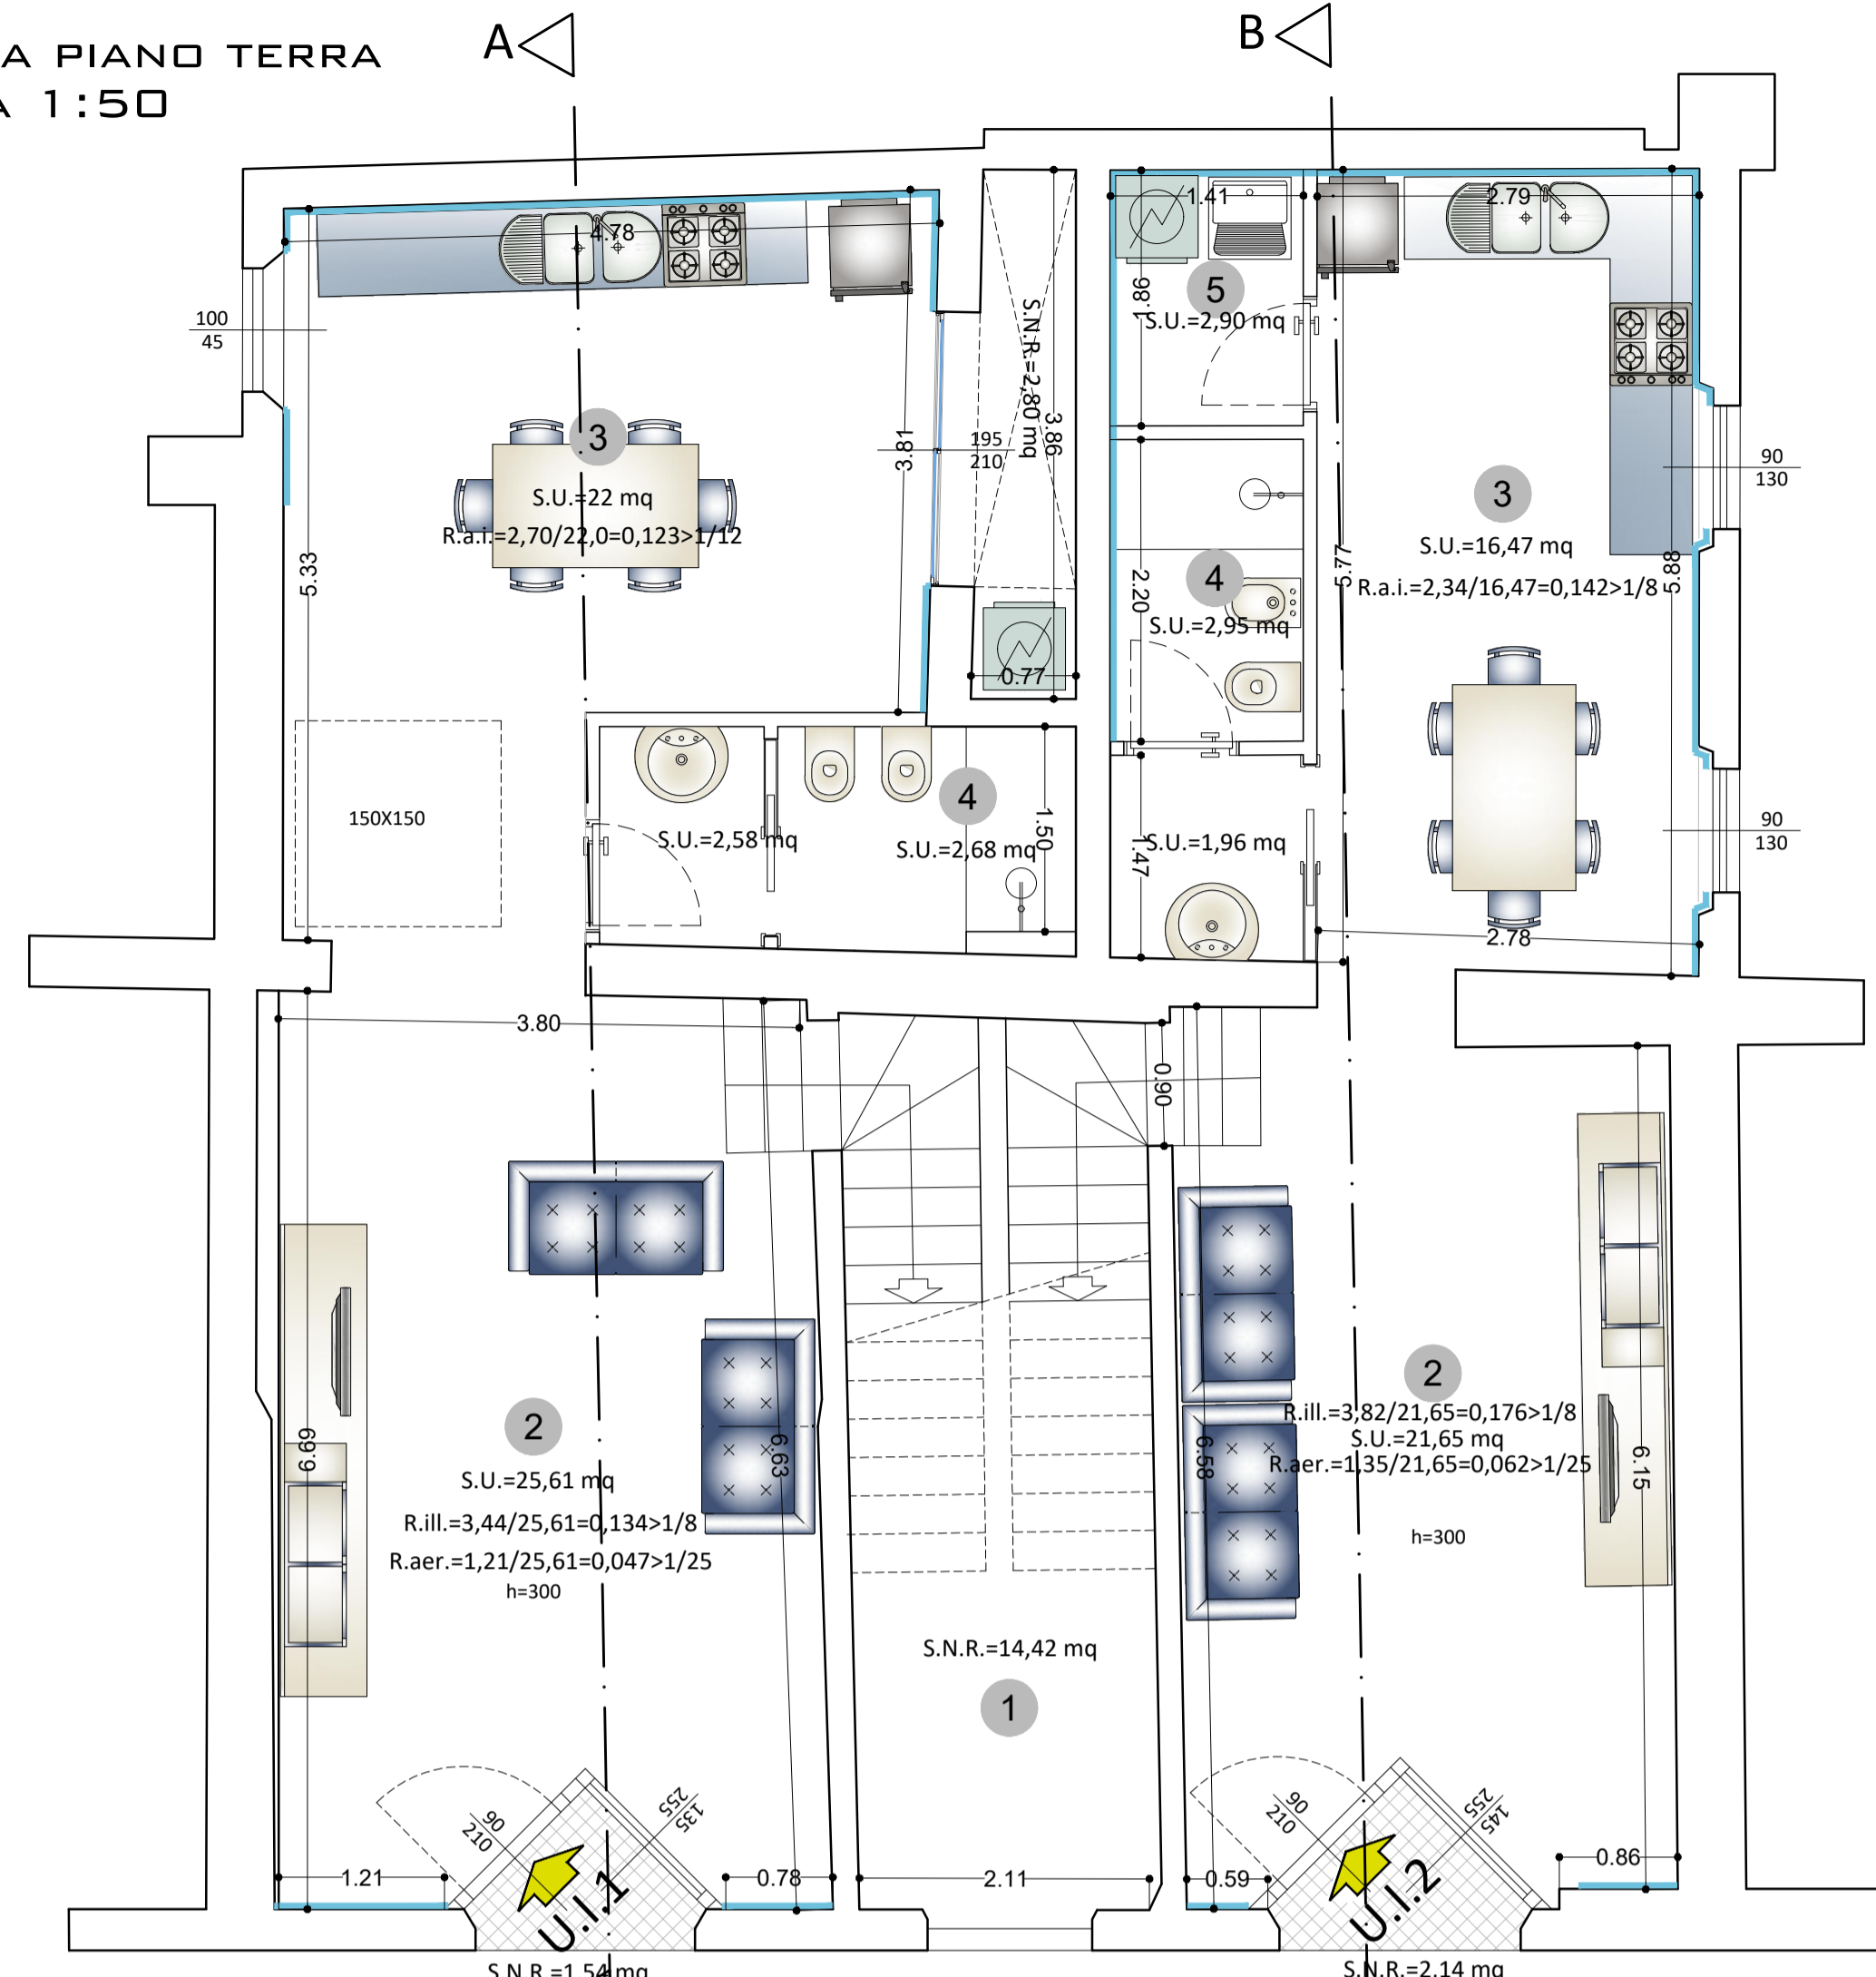 A PIANO TERRA
A 1:50
A
B
4.78
1.41
2.79
100
45
5
S.U.=2,90 mq
1.98
S.N.R.=2,80 mq
3.86
3.81
195
210
3
S.U.=22 mq
R.a.i.=2,70/22,0=0,123>1/12
5.33
90
130
3
S.U.=16,47 mq
R.a.i.=2,34/16,47=0,142>1/8
5.77
5.88
4
2.20
S.U.=2,95 mq
0.77
150X150
4
S.U.=2,58 mq
S.U.=2,68 mq
1.50
S.U.=1,96 mq
1.47
90
130
2.78
3.80
0.90
2
S.U.=25,61 mq
R.ill.=3,44/25,61=0,134>1/8
R.aer.=1,21/25,61=0,047>1/25
h=300
6.69
6.63
6.58
2
R.ill.=3,82/21,65=0,176>1/8
S.U.=21,65 mq
R.aer.=1,35/21,65=0,062>1/25
h=300
6.15
S.N.R.=14,42 mq
1
90
210
135
255
90
210
145
255
1.21
0.78
2.11
0.59
0.86
U.I.1
U.I.2
S.N.R.=1,54 mq
S.N.R.=2,14 mq